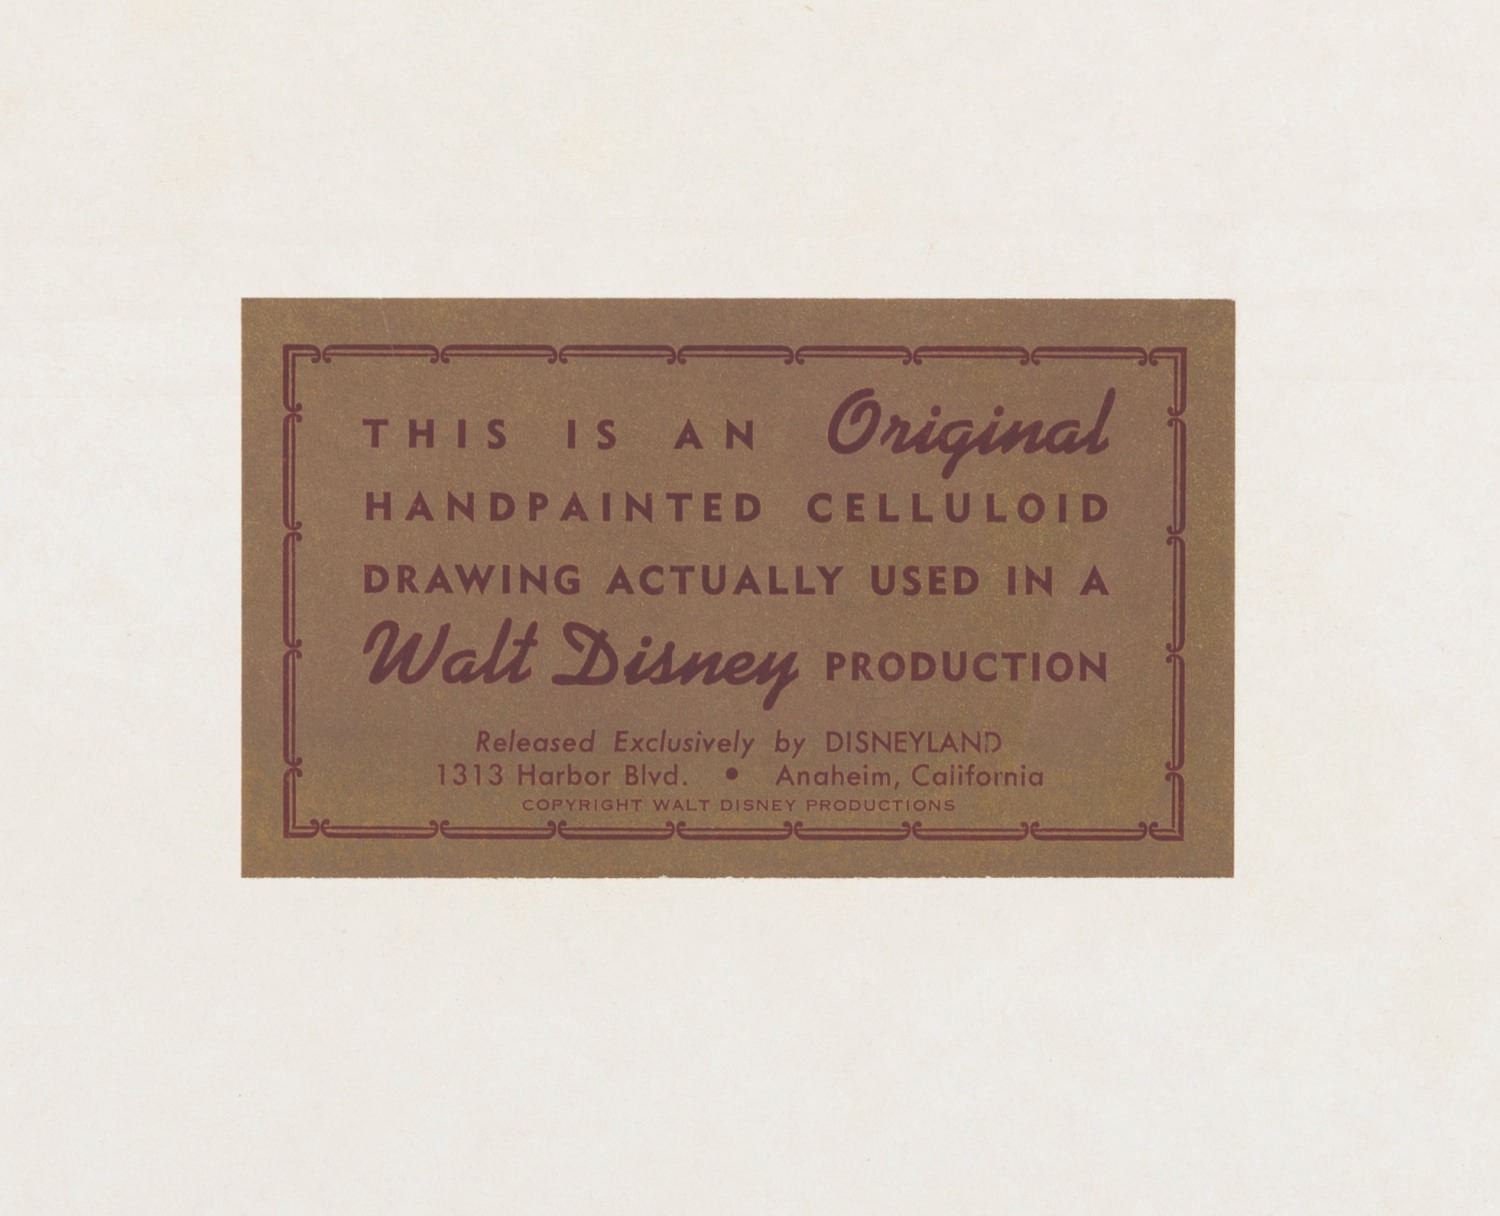 THIS IS AN Original
HANDPAINTED CELLULOID
DRAWING ACTUALLY USED IN A
Walt Disney PRODUCTION
Released Exclusively by DISNEYLAND
1313 Harbor Blvd. • Anaheim, California
COPYRIGHT WALT DISNEY PRODUCTIONS